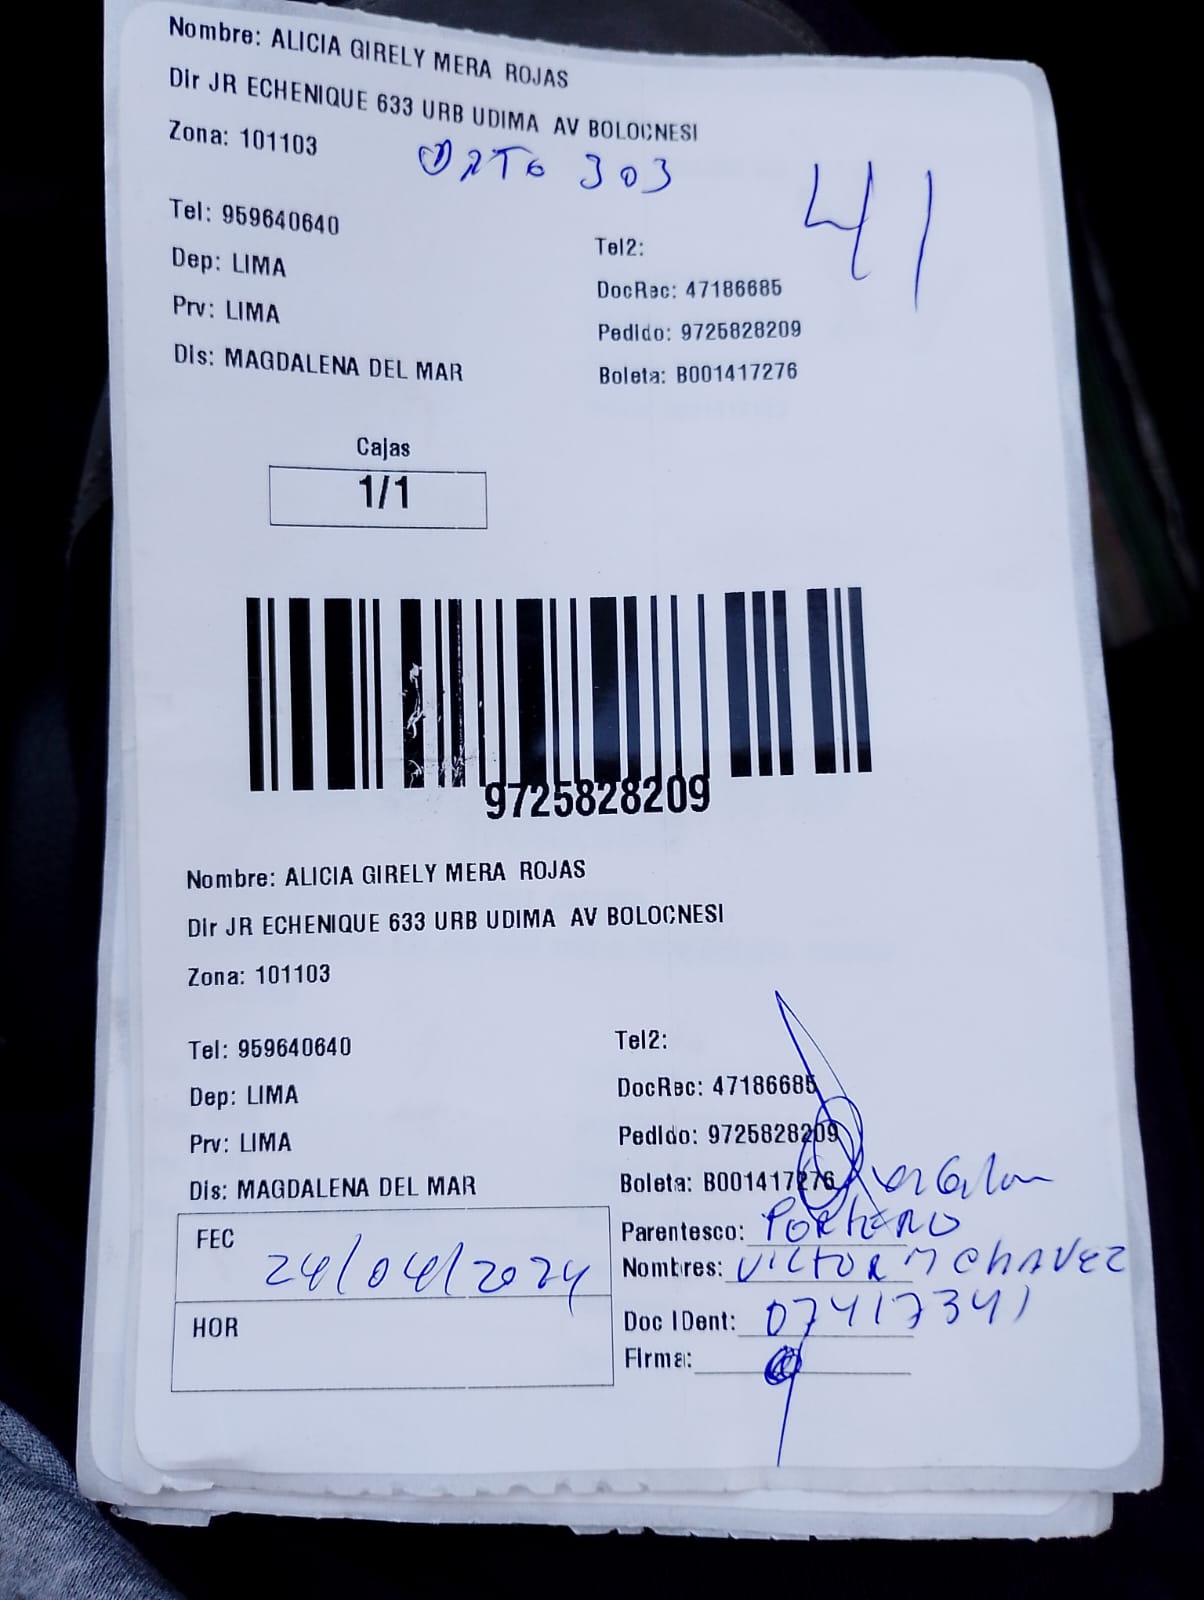 Nombre: ALICIA GIRELY MERA ROJAS
Dir JR ECHENIQUE 633 URB UDIMA AV BOLOGNESI
Zona: 101103
DPTO 303
41
Tel: 959640640
Tel2:
Dep: LIMA
DocRec: 47186685
Prv: LIMA
Pedido: 9725828209
Dis: MAGDALENA DEL MAR
Boleta: B001417276
Cajas
1/1
9725828209
Nombre: ALICIA GIRELY MERA ROJAS
Dir JR ECHENIQUE 633 URB UDIMA AV BOLOGNESI
Zona: 101103
Tel: 959640640
Tel2:
Dep: LIMA
DocRec: 47186685
Prv: LIMA
Pedido: 9725828209
Dis: MAGDALENA DEL MAR
Boleta: B001417276
FEC 24/04/2024
HOR
Parentesco: PORTERO
Nombres: VICTOR M CHAVEZ
Doc IDent: 07417341
Firma: